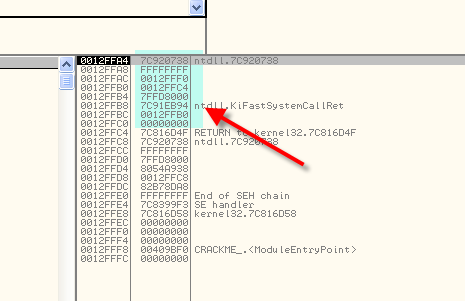 0012FFA4 7C920738 ntdll.7C920738
0012FFA8 FFFFFFFF
0012FFAC 0012FFF0
0012FFB0 0012FFC4
0012FFB4 7FFD8000
0012FFB8 7C91EB94 ntdll.KiFastSystemCallRet
0012FFBC 0012FFB0
0012FFC0 00000000
0012FFC4 7C816D4F RETURN to kernel32.7C816D4F
0012FFC8 7C920738 ntdll.7C920738
0012FFCC FFFFFFFF
0012FFD0 7FFD8000
0012FFD4 8054A938
0012FFD8 0012FFC8
0012FFDC 82B78DA8
0012FFE0 FFFFFFFF End of SEH chain
0012FFE4 7C8399F3 SE handler
0012FFE8 7C816D58 kernel32.7C816D58
0012FFEC 00000000
0012FFF0 00000000
0012FFF4 00000000
0012FFF8 00409BF0 CRACKME_.<ModuleEntryPoint>
0012FFFC 00000000